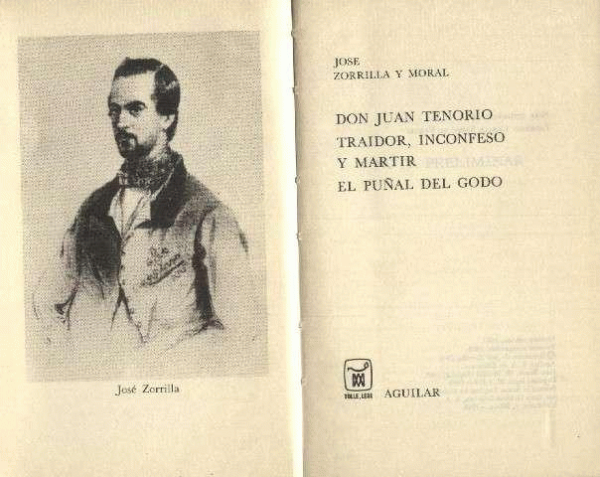 José Zorrilla
JOSE
ZORRILLA Y MORAL
DON JUAN TENORIO
TRAIDOR, INCONFESO
Y MARTIR
EL PUÑAL DEL GODO
AGUILAR